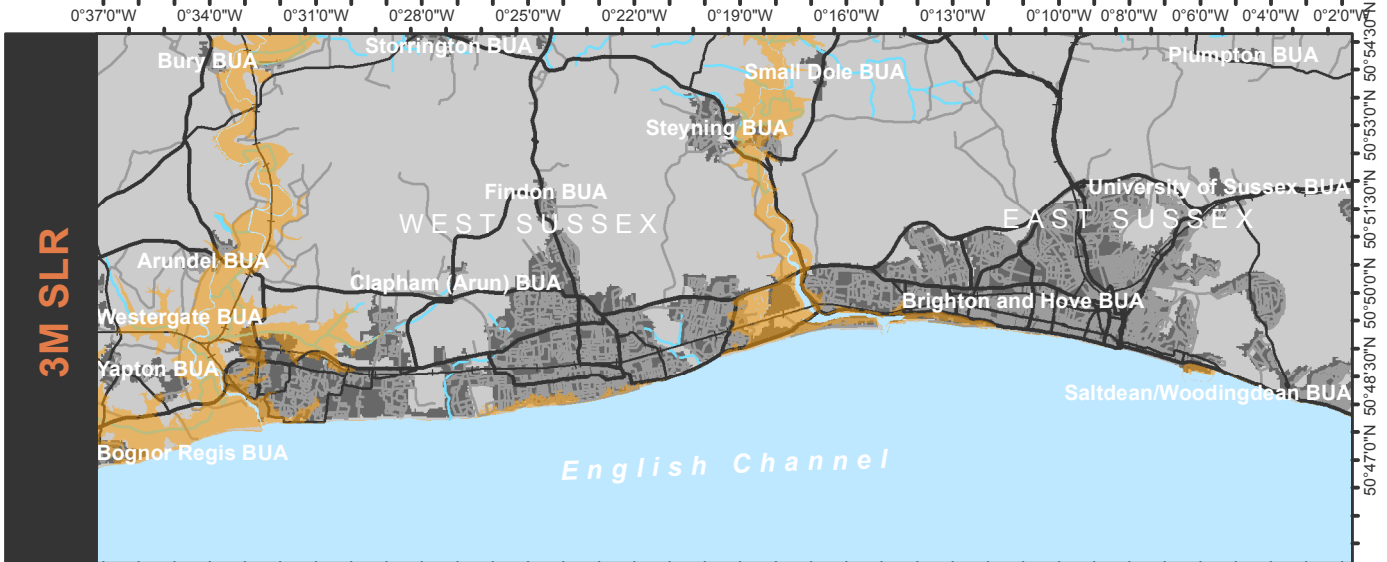 0°37'0"W 0°34'0"W 0°31'0"W 0°28'0"W 0°25'0"W 0°22'0"W 0°19'0"W 0°16'0"W 0°13'0"W 0°10'0"W 0°8'0"W 0°6'0"W 0°4'0"W 0°2'0"W
3M SLR
Bury BUA
Storrington BUA
Small Dole BUA
Plumpton BUA
Steyning BUA
Findon BUA
University of Sussex BUA
WEST SUSSEX
EAST SUSSEX
Arundel BUA
Clapham (Arun) BUA
Brighton and Hove BUA
Westergate BUA
Yapton BUA
Saltdean/Woodingdean BUA
Bognor Regis BUA
English Channel
50°54'30"N
50°53'0"N
50°51'30"N
50°50'0"N
50°48'30"N
50°47'0"N